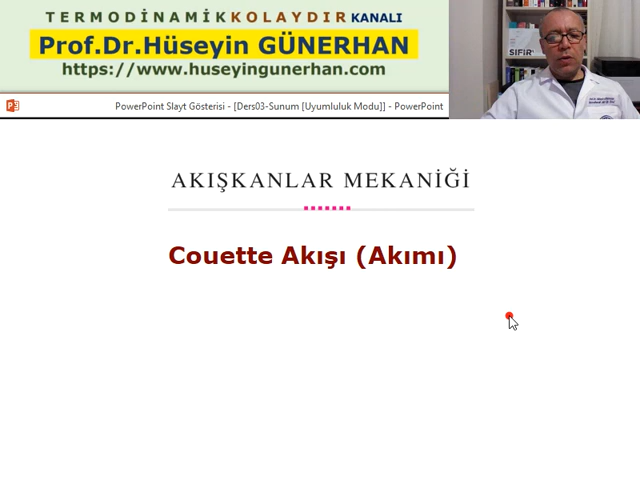 TERMODİNAMİKKOLAYDIR KANALI
Prof.Dr.Hüseyin GÜNERHAN
https://www.huseyingunerhan.com
PowerPoint Slayt Gösterisi - [Ders03-Sunum [Uyumluluk Modu]] - PowerPoint
SIFIR
AKIŞKANLAR MEKANİĞİ
Couette Akışı (Akımı)